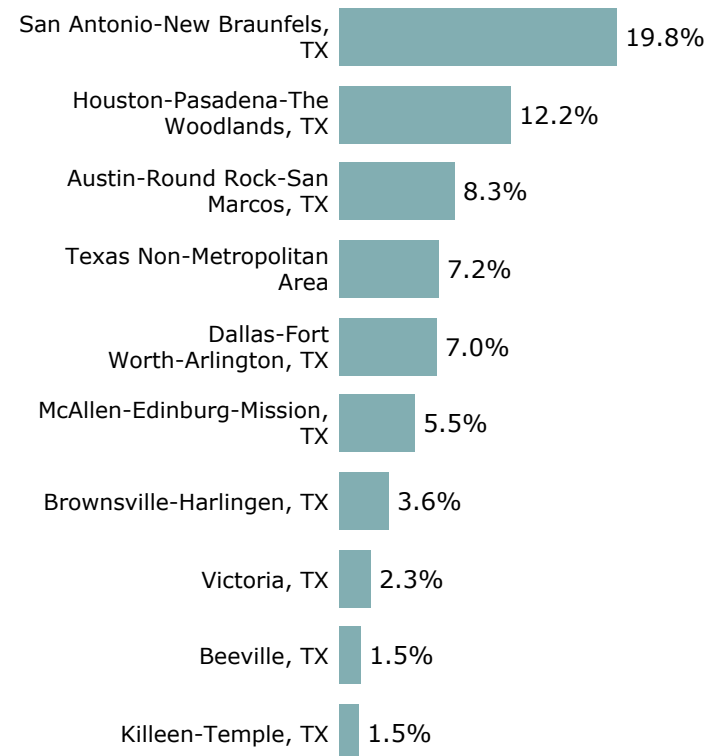 San Antonio-New Braunfels,
TX
19.8%
Houston-Pasadena-The
Woodlands, TX
12.2%
Austin-Round Rock-San
Marcos, TX
8.3%
Texas Non-Metropolitan
Area
7.2%
Dallas-Fort
Worth-Arlington, TX
7.0%
McAllen-Edinburg-Mission,
TX
5.5%
Brownsville-Harlingen, TX
3.6%
Victoria, TX
2.3%
Beeville, TX
1.5%
Killeen-Temple, TX
1.5%